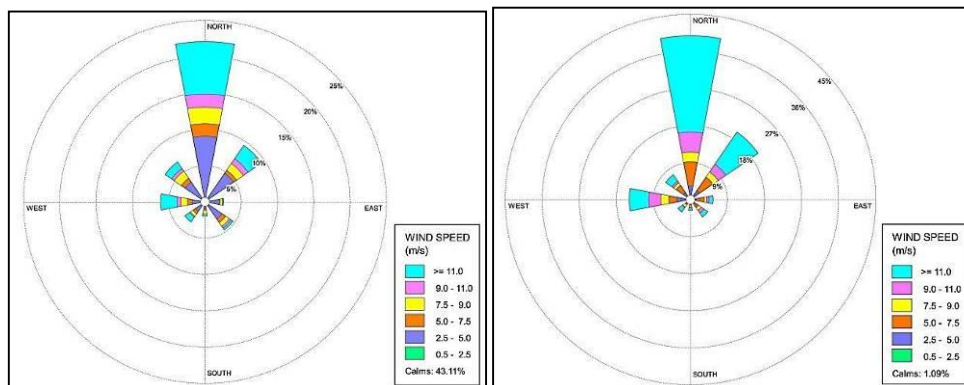 NORTH
25%
20%
15%
10%
5%
WEST
EAST
SOUTH
WIND SPEED
(m/s)
>= 11.0
9.0 - 11.0
7.5 - 9.0
5.0 - 7.5
2.5 - 5.0
0.5 - 2.5
Calms: 43.11%
NORTH
45%
36%
27%
18%
9%
WEST
EAST
SOUTH
WIND SPEED
(m/s)
>= 11.0
9.0 - 11.0
7.5 - 9.0
5.0 - 7.5
2.5 - 5.0
0.5 - 2.5
Calms: 1.09%